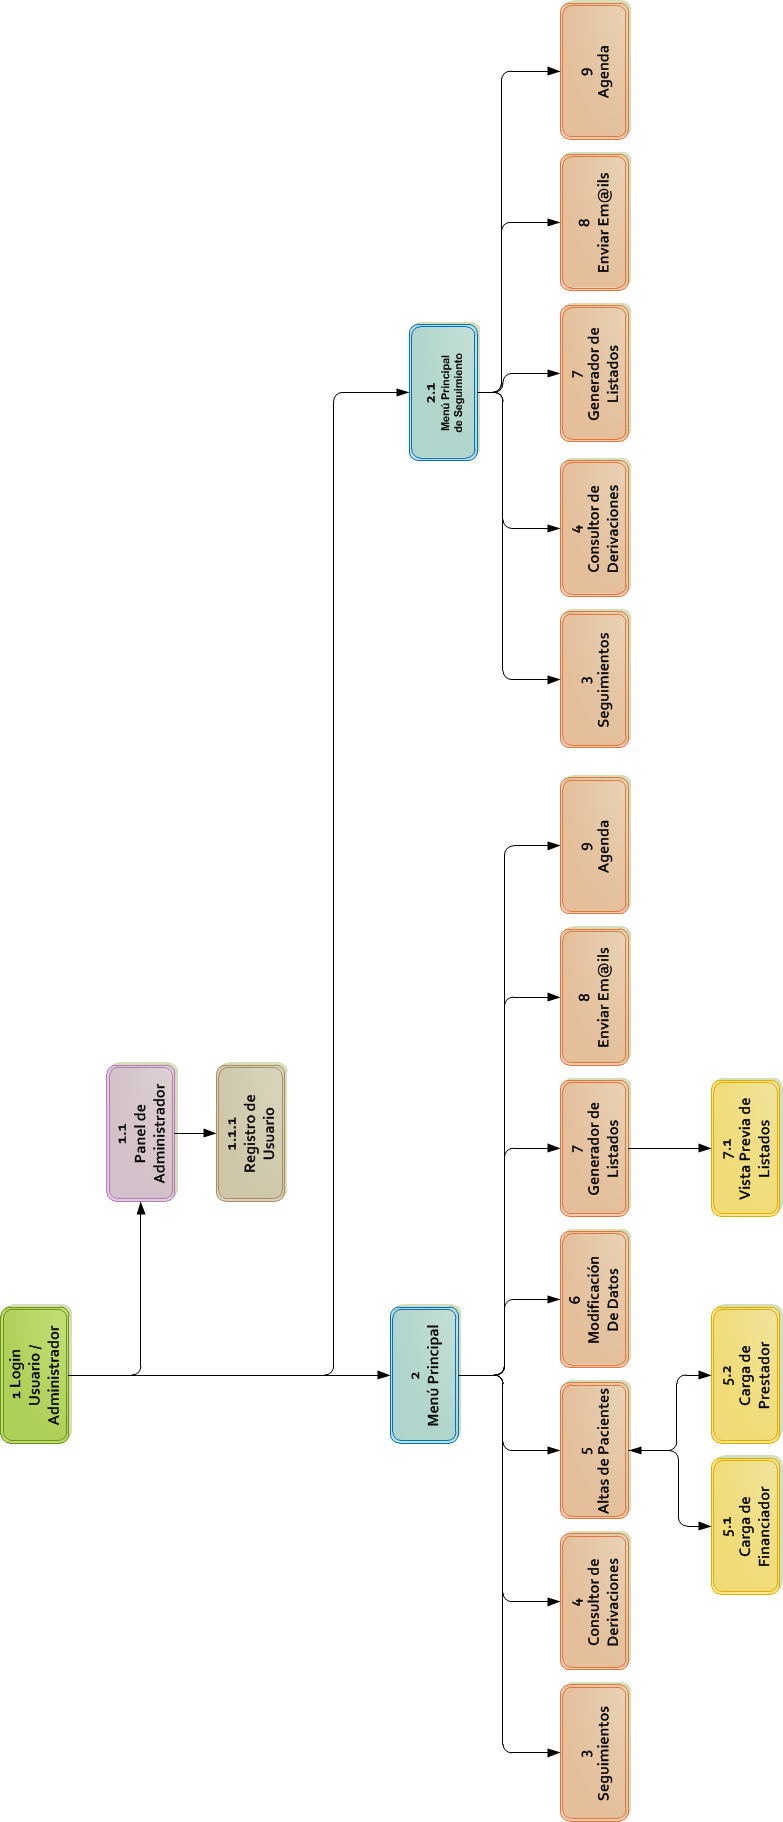 1 Login
Usuario /
Administrador
1.1
Panel de
Administrador
1.1.1
Registro de
Usuario
2
Menú Principal
2.1
Menú Principal
de Seguimiento
3
Seguimientos
4
Consultor de
Derivaciones
5
Altas de Pacientes
6
Modificación
De Datos
7
Generador de
Listados
8
Enviar Em@ils
9
Agenda
3
Seguimientos
4
Consultor de
Derivaciones
7
Generador de
Listados
8
Enviar Em@ils
9
Agenda
5.1
Carga de
Financiador
5.2
Carga de
Prestador
7.1
Vista Previa de
Listados